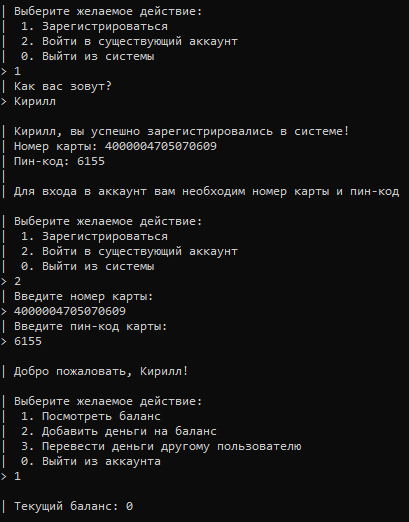 | Выберите желаемое действие:
|  1. Зарегистрироваться
|  2. Войти в существующий аккаунт
|  0. Выйти из системы
> 1
| Как вас зовут?
> Кирилл
| Кирилл, вы успешно зарегистрировались в системе!
| Номер карты: 4000004705070609
| Пин-код: 6155
|
| Для входа в аккаунт вам необходим номер карты и пин-код
| Выберите желаемое действие:
|  1. Зарегистрироваться
|  2. Войти в существующий аккаунт
|  0. Выйти из системы
> 2
| Введите номер карты:
> 4000004705070609
| Введите пин-код карты:
> 6155
| Добро пожаловать, Кирилл!
| Выберите желаемое действие:
|  1. Посмотреть баланс
|  2. Добавить деньги на баланс
|  3. Перевести деньги другому пользователю
|  0. Выйти из аккаунта
> 1
| Текущий баланс: 0